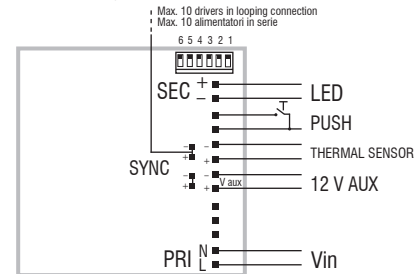 Max. 10 drivers in looping connection
Max. 10 alimentatori in serie
6 5 4 3 2 1
SEC + −
LED
PUSH
THERMAL SENSOR
SYNC
− + − +
− + − + V aux
12 V AUX
PRI N L
Vin